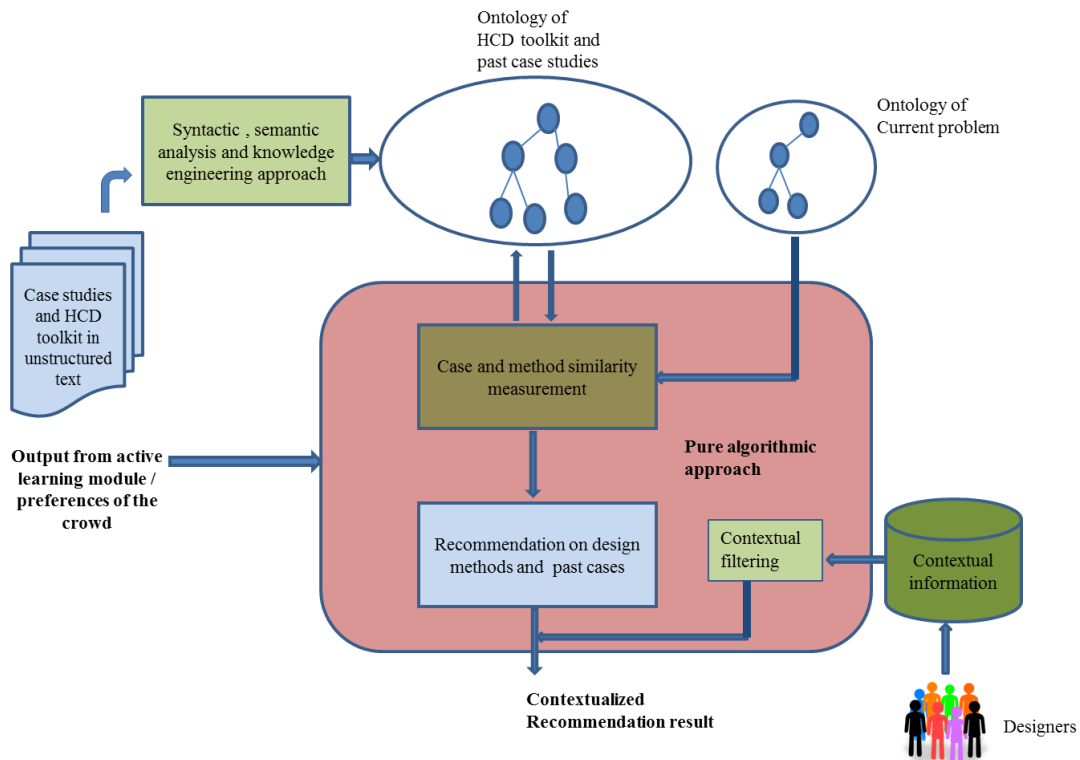 Ontology of
HCD toolkit and
past case studies
Syntactic , semantic
analysis and knowledge
engineering approach
Ontology of
Current problem
Case studies
and HCD
toolkit in
unstructured
text
Case and method similarity
measurement
Output from active
learning module /
preferences of the
crowd
Pure algorithmic
approach
Recommendation on design
methods and past cases
Contextual
filtering
Contextual
information
Contextualized
Recommendation result
Designers